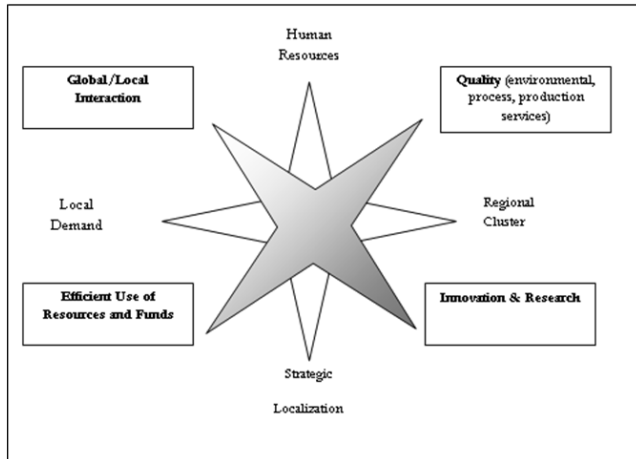 Human
Resources
Global/Local
Interaction
Quality (environmental,
process, production
services)
Local
Demand
Regional
Cluster
Efficient Use of
Resources and Funds
Innovation & Research
Strategic
Localization